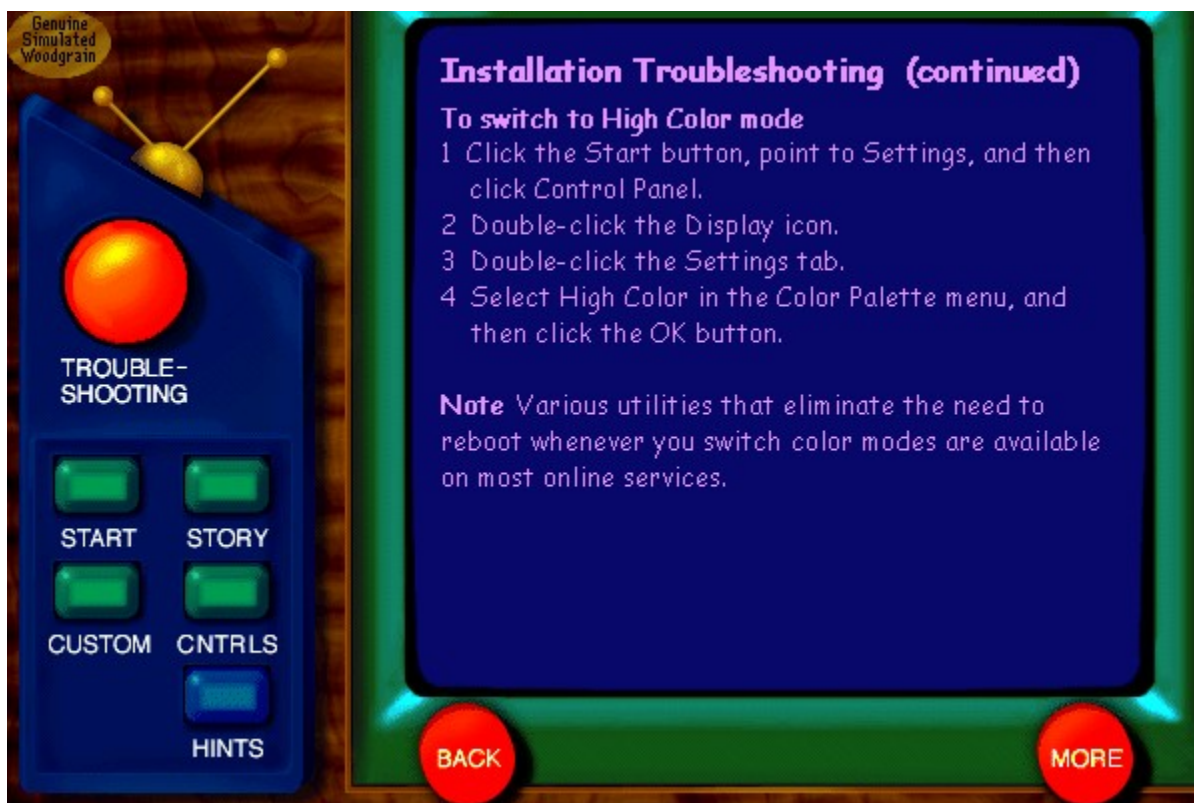 Genuine
Simulated
Woodgrain
Installation Troubleshooting (continued)
To switch to High Color mode
1 Click the Start button, point to Settings, and then
click Control Panel.
2 Double-click the Display icon.
3 Double-click the Settings tab.
4 Select High Color in the Color Palette menu, and
then click the OK button.
Note Various utilities that eliminate the need to
reboot whenever you switch color modes are available
on most online services.
TROUBLE-
SHOOTING
START
STORY
CUSTOM
CNTRLS
HINTS
BACK
MORE